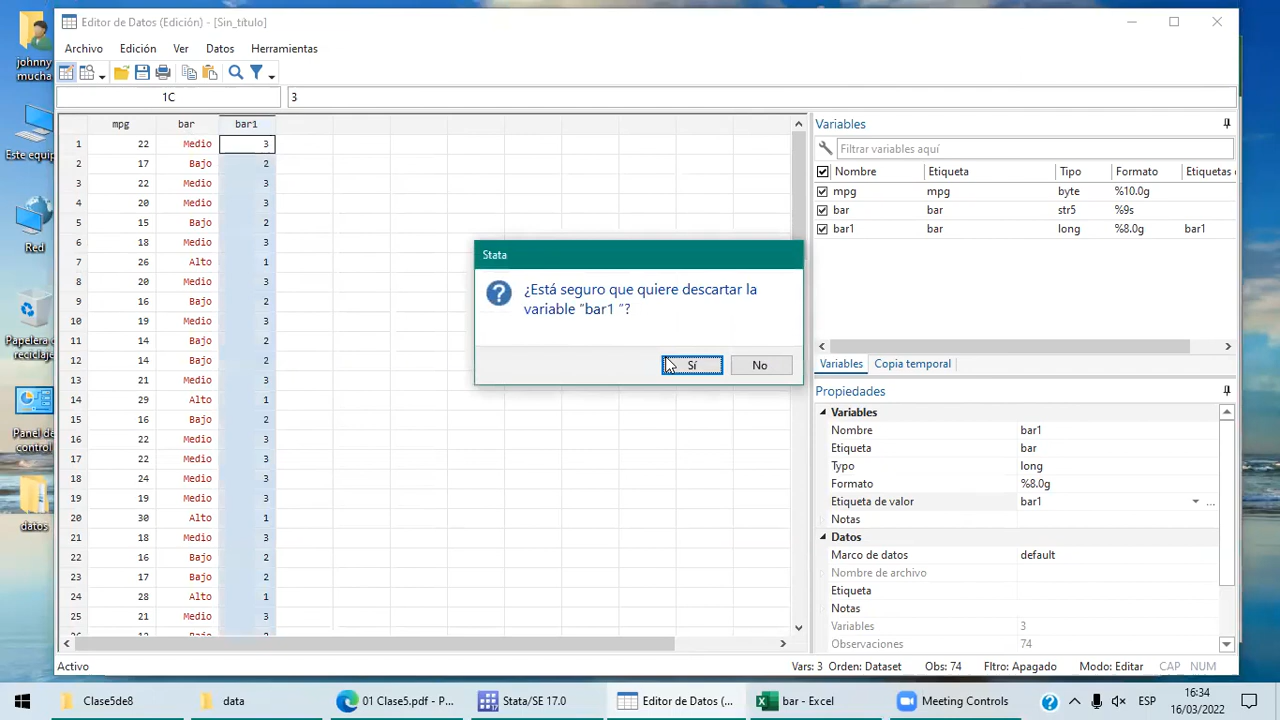 Editor de Datos (Edición) - [Sin_título]
Archivo Edición Ver Datos Herramientas
1C 3
mpg bar bar1
1 22 Medio 3
2 17 Bajo 2
3 22 Medio 3
4 20 Medio 3
5 15 Bajo 2
6 18 Medio 3
7 26 Alto 1
8 20 Medio 3
9 16 Bajo 2
10 19 Medio 3
11 14 Bajo 2
12 14 Bajo 2
13 21 Medio 3
14 29 Alto 1
15 16 Bajo 2
16 22 Medio 3
17 22 Medio 3
18 24 Medio 3
19 19 Medio 3
20 30 Alto 1
21 18 Medio 3
22 16 Bajo 2
23 17 Bajo 2
24 28 Alto 1
25 21 Medio 3
Stata
¿Está seguro que quiere descartar la
variable "bar1 "?
Sí No
Variables
Filtrar variables aquí
Nombre Etiqueta Tipo Formato Etiquetas
mpg mpg byte %10.0g
bar bar str5 %9s
bar1 bar long %8.0g bar1
Variables Copia temporal
Propiedades
Variables
Nombre bar1
Etiqueta bar
Typo long
Formato %8.0g
Etiqueta de valor bar1
Notas
Datos
Marco de datos default
Nombre de archivo
Etiqueta
Notas
Variables 3
Observaciones 74
Activo
Vars: 3 Orden: Dataset Obs: 74 Fltro: Apagado Modo: Editar CAP NUM
johnny
mucha
Este equip
Red
Papelera d
reciclaje
Panel de
control
datos
Clase5de8
data
01 Clase5.pdf - P...
Stata/SE 17.0
Editor de Datos (...
bar - Excel
Meeting Controls
ESP
16:34
16/03/2022